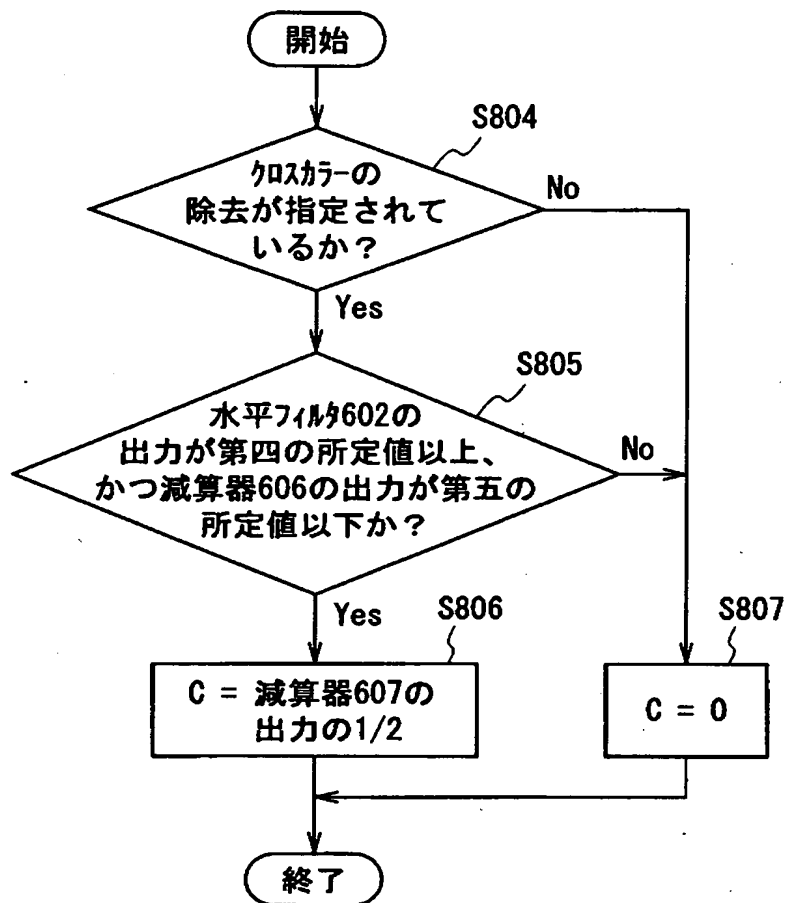 開始
S804
クロスカラーの
除去が指定されて
いるか？
No
Yes
S805
水平フィルタ602の
出力が第四の所定値以上、
かつ減算器606の出力が第五の
所定値以下か？
No
Yes
S806
C = 減算器607の
出力の1/2
S807
C = 0
終了